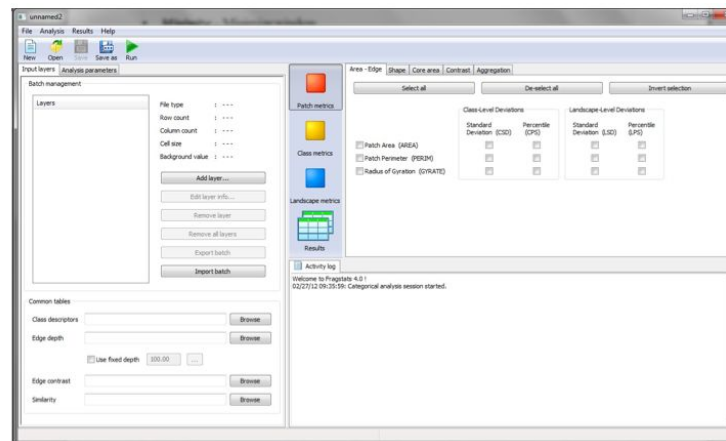 unnamed2
File Analysis Results Help
New Open Save Save as Run
Input layers Analysis parameters
Batch management
Layers
File type : ---
Row count : ---
Column count : ---
Cell size : ---
Background value : ---
Add layer...
Edit layer info...
Remove layer
Remove all layers
Export batch
Import batch
Common tables
Class descriptors Browse
Edge depth Browse
Use fixed depth 100.00 ...
Edge contrast Browse
Similarity Browse
Patch metrics
Class metrics
Landscape metrics
Results
Area - Edge Shape Core area Contrast Aggregation
Select all De-select all Invert selection
Class-Level Deviations Landscape-Level Deviations
Standard Percentile Standard Percentile
Deviation (CSD) (CPS) Deviation (LSD) (LPS)
Patch Area (AREA)
Patch Perimeter (PERIM)
Radius of Gyration (GYRATE)
Activity log
Welcome to Fragstats 4.0 !
02/27/12 09:35:59: Categorical analysis session started.